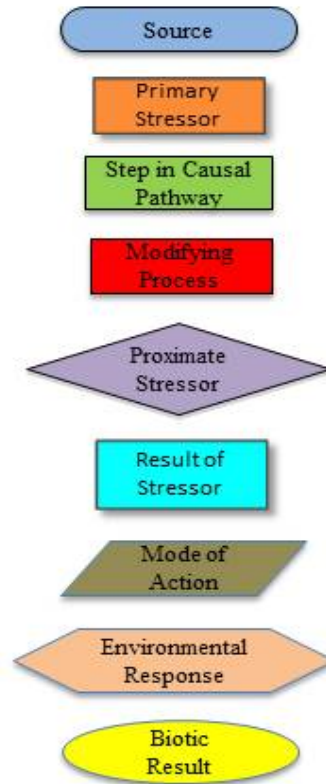 Source
Primary
Stressor
Step in Causal
Pathway
Modifying
Process
Proximate
Stressor
Result of
Stressor
Mode of
Action
Environmental
Response
Biotic
Result